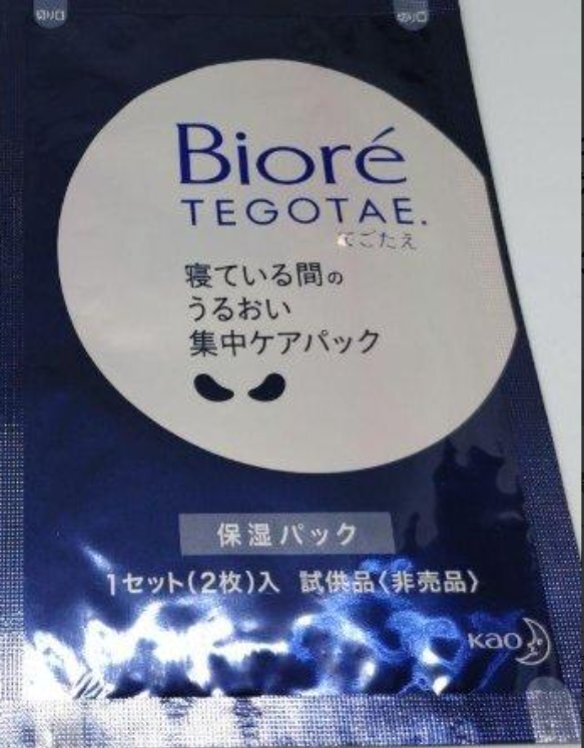 切り口
切り口
Bioré
TEGOTAE.
てごたえ
寝ている間の
うるおい
集中ケアパック
保湿パック
1セット(2枚)入 試供品〈非売品〉
Kao